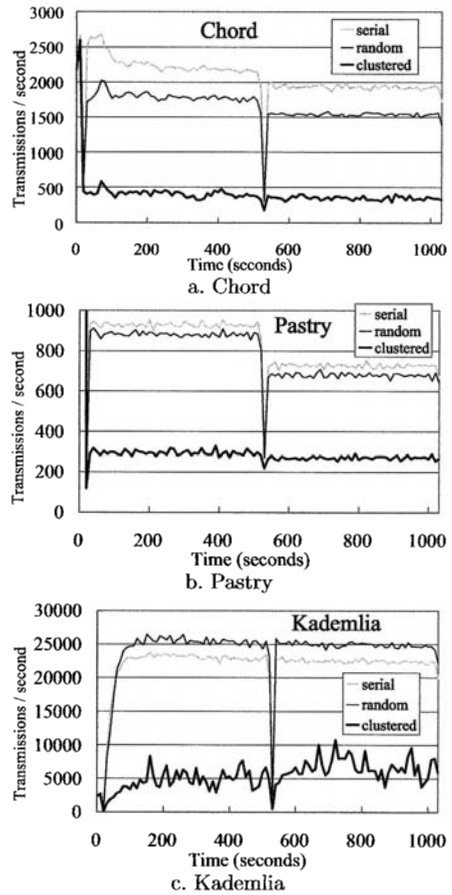 Chord
serial
random
clustered
Transmissions / second
3000
2500
2000
1500
1000
500
0
0 200 400 600 800 1000
Time (seconds)
a. Chord
Pastry
serial
random
clustered
Transmissions / second
1000
800
600
400
200
0
0 200 400 600 800 1000
Time (seconds)
b. Pastry
Kademlia
serial
random
clustered
Transmissions / second
30000
25000
20000
15000
10000
5000
0
0 200 400 600 800 1000
Time (seconds)
c. Kademlia